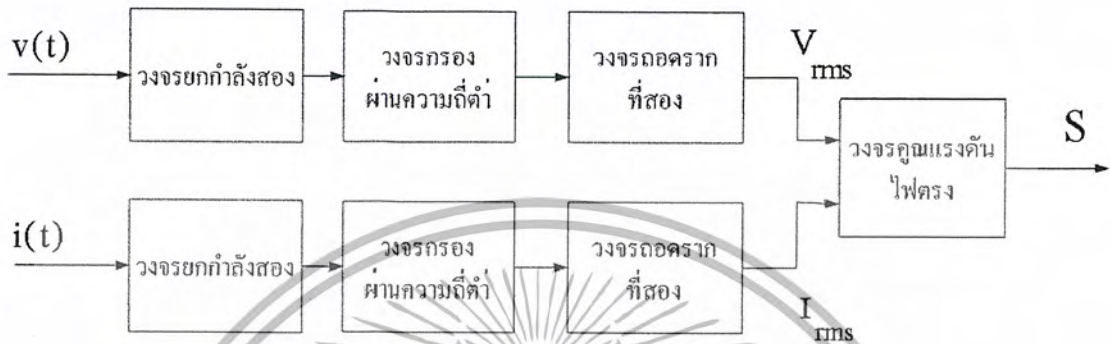 v(t)
วงจรยกกำลังสอง
วงจรกรอง
ผ่านความถี่ต่ำ
วงจรถอดราก
ที่สอง
V
rms
วงจรคูณแรงดัน
ไฟตรง
S
i(t)
วงจรยกกำลังสอง
วงจรกรอง
ผ่านความถี่ต่ำ
วงจรถอดราก
ที่สอง
I
rms